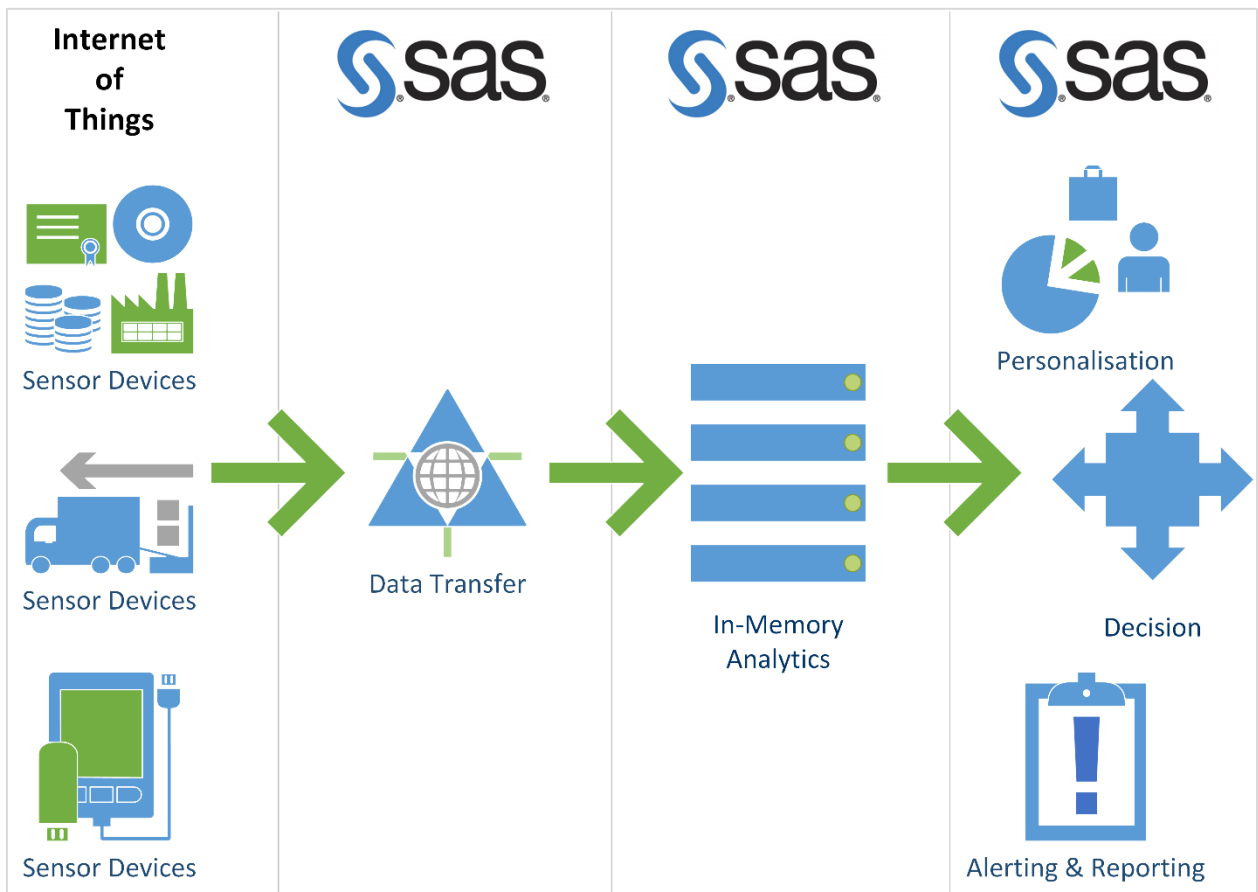 Internet
of
Things
sas
sas
sas
Sensor Devices
Sensor Devices
Sensor Devices
Data Transfer
In-Memory
Analytics
Personalisation
Decision
Alerting & Reporting